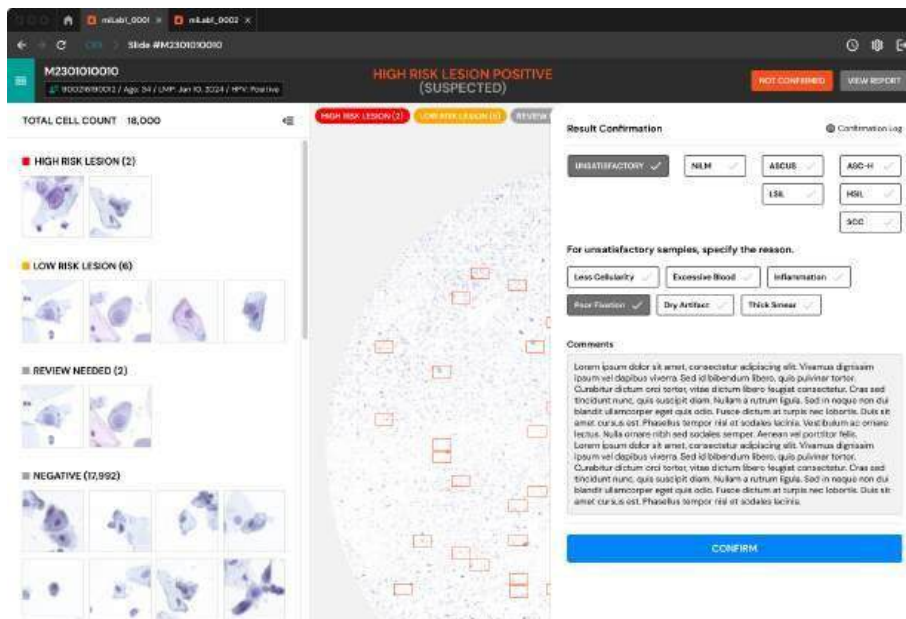 miLab1_0001 ×
miLab1_0002 ×
Slide #M2301010010
M2301010010
Age: 54 / LMP: Jan 10, 2024 / HPV: Positive
HIGH RISK LESION POSITIVE
(SUSPECTED)
NOT CONFIRMED
VIEW REPORT
TOTAL CELL COUNT 18,000
HIGH RISK LESION (2)
LOW RISK LESION (6)
REVIEW NEEDED (2)
NEGATIVE (17,992)
HIGH RISK LESION (2)
LOW RISK LESION (6)
REVIEW
Result Confirmation
Confirmation Log
UNSATISFACTORY
NILM
ASCUS
ASC-H
LSIL
HSIL
SCC
For unsatisfactory samples, specify the reason.
Less Cellularity
Excessive Blood
Inflammation
Poor Fixation
Dry Artifact
Thick Smear
Comments
Lorem ipsum dolor sit amet, consectetur adipiscing elit. Vivamus dignissim
ipsum vel dapibus viverra. Sed id bibendum libero, quis pulvinar tortor.
Curabitur dictum orci tortor, vitae dictum libero feugiat consectetur. Cras sed
tincidunt nunc, quis suscipit diam. Nullam a rutrum ligula. Sed in neque non dui
blandit ullamcorper eget quis odio. Fusce dictum at turpis nec lobortis. Duis sit
amet cursus est. Phasellus tempor nisl et sodales lacinia. Vestibulum ac ornare
lectus. Nulla ornare nibh sed sodales semper. Aenean vel porttitor felis.
Lorem ipsum dolor sit amet, consectetur adipiscing elit. Vivamus dignissim
ipsum vel dapibus viverra. Sed id bibendum libero, quis pulvinar tortor.
Curabitur dictum orci tortor, vitae dictum libero feugiat consectetur. Cras sed
tincidunt nunc, quis suscipit diam. Nullam a rutrum ligula. Sed in neque non dui
blandit ullamcorper eget quis odio. Fusce dictum at turpis nec lobortis. Duis sit
amet cursus est. Phasellus tempor nisl et sodales lacinia.
CONFIRM